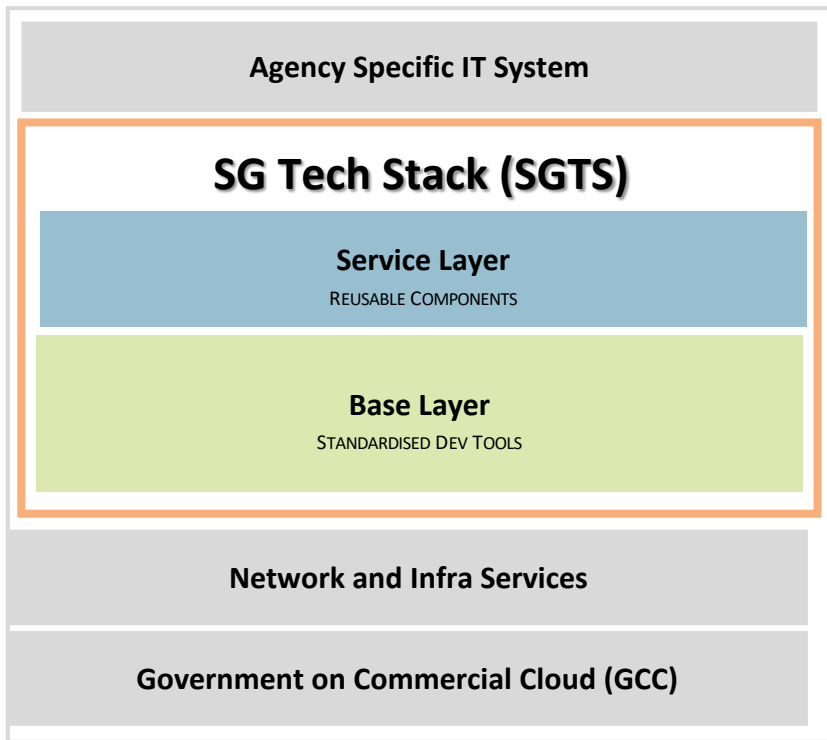 Agency Specific IT System
SG Tech Stack (SGTS)
Service Layer
REUSABLE COMPONENTS
Base Layer
STANDARDISED DEV TOOLS
Network and Infra Services
Government on Commercial Cloud (GCC)